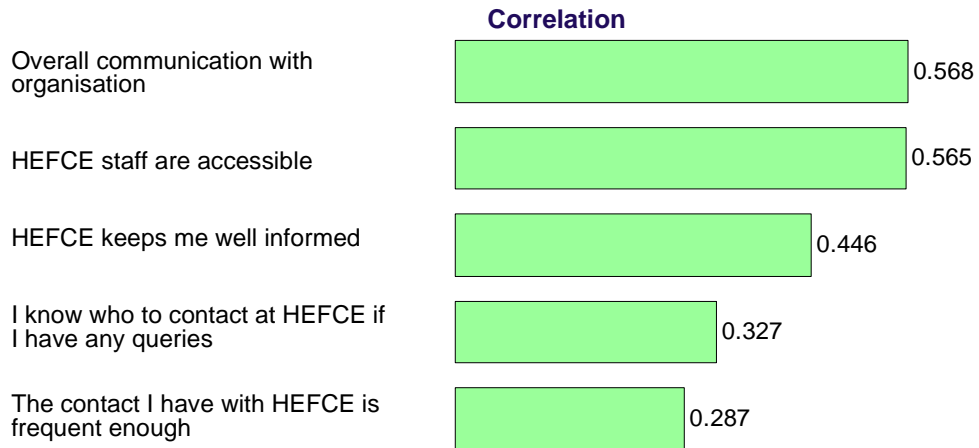 Correlation
Overall communication with
organisation
0.568
HEFCE staff are accessible
0.565
HEFCE keeps me well informed
0.446
I know who to contact at HEFCE if
I have any queries
0.327
The contact I have with HEFCE is
frequent enough
0.287